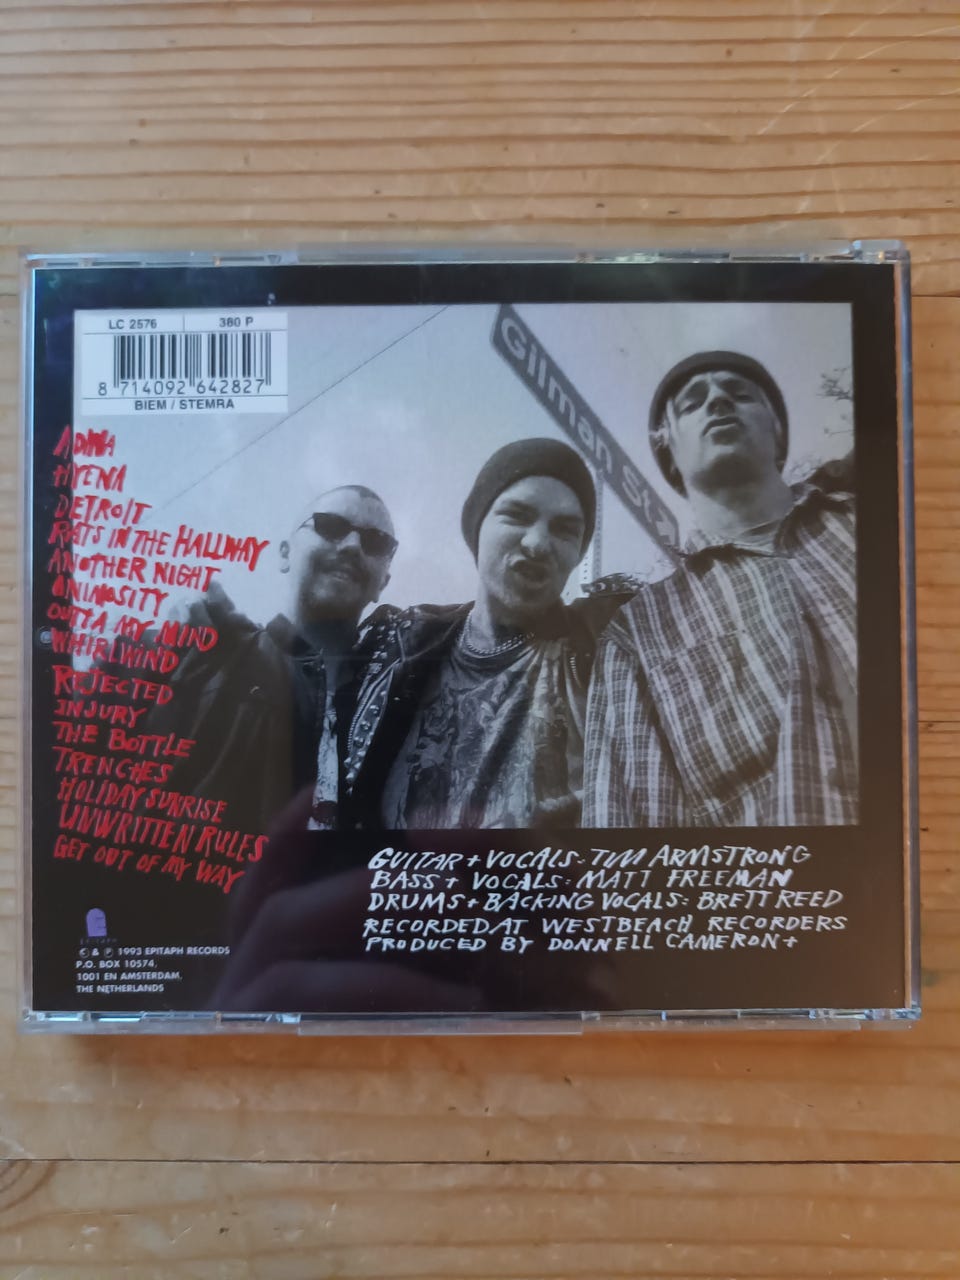 LC 2576 380 P
8 714092 642827
BIEM / STEMRA
Gilman St
ADINA
HYENA
DETROIT
RATS IN THE HALLWAY
ANOTHER NIGHT
ANIMOSITY
OUTTA MY MIND
WHIRLWIND
REJECTED
INJURY
THE BOTTLE
TRENCHES
HOLIDAY SUNRISE
UNWRITTEN RULES
GET OUT OF MY WAY
GUITAR + VOCALS: TIM ARMSTRONG
BASS + VOCALS: MATT FREEMAN
DRUMS + BACKING VOCALS: BRETT REED
RECORDED AT WESTBEACH RECORDERS
PRODUCED BY DONNELL CAMERON +
EPITAPH
© & ℗ 1993 EPITAPH RECORDS
P.O. BOX 10574,
1001 EN AMSTERDAM,
THE NETHERLANDS